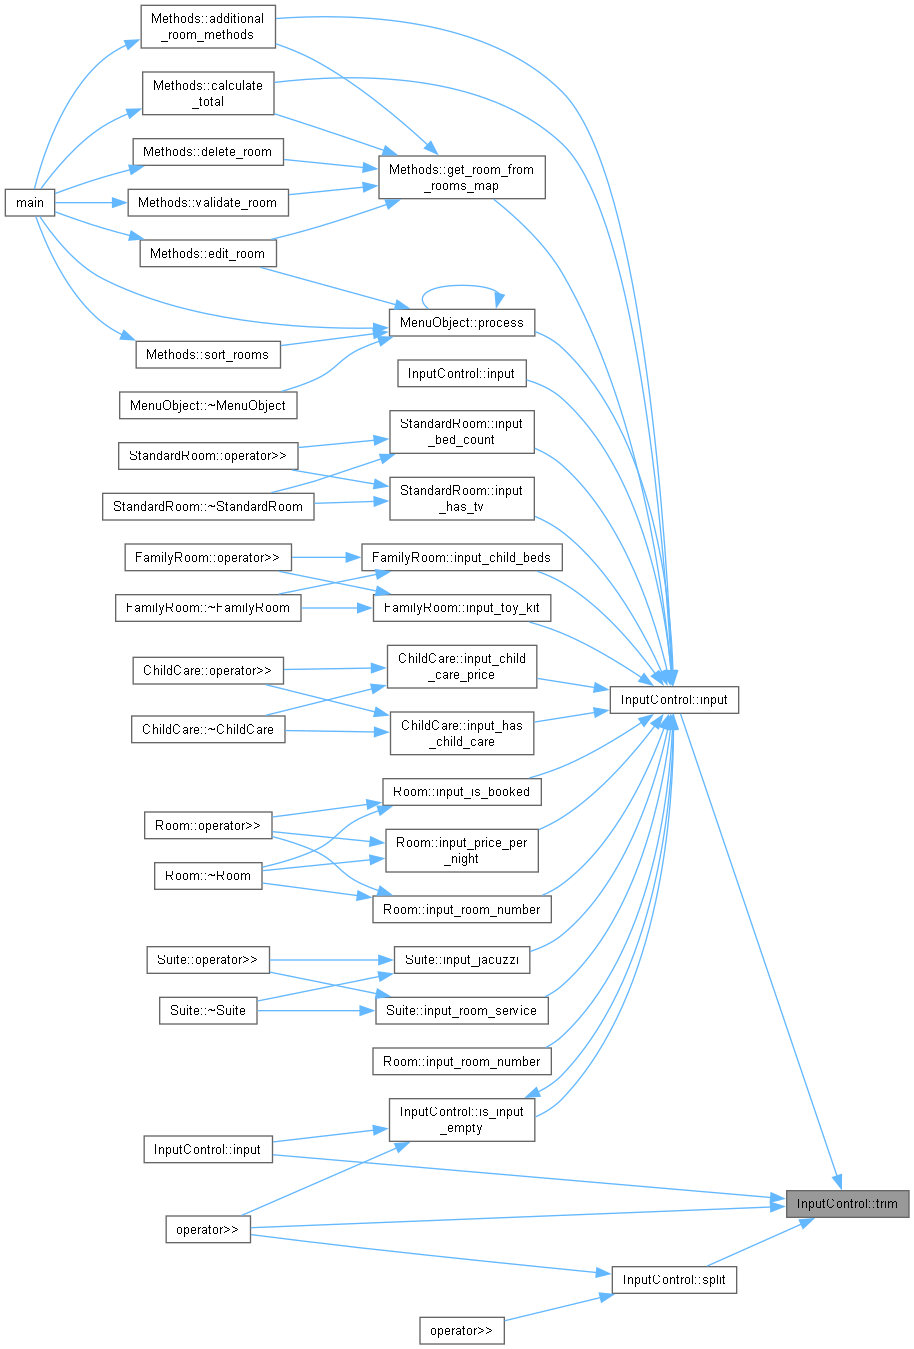 Methods::additional
_room_methods
Methods::calculate
_total
Methods::delete_room
Methods::get_room_from
_rooms_map
main
Methods::validate_room
Methods::edit_room
MenuObject::process
Methods::sort_rooms
InputControl::input
MenuObject::~MenuObject
StandardRoom::input
_bed_count
StandardRoom::operator>>
StandardRoom::input
_has_tv
StandardRoom::~StandardRoom
FamilyRoom::operator>>
FamilyRoom::input_child_beds
FamilyRoom::~FamilyRoom
FamilyRoom::input_toy_kit
ChildCare::input_child
_care_price
ChildCare::operator>>
InputControl::input
ChildCare::~ChildCare
ChildCare::input_has
_child_care
Room::input_is_booked
Room::operator>>
Room::input_price_per
_night
Room::~Room
Room::input_room_number
Suite::operator>>
Suite::input_jacuzzi
Suite::~Suite
Suite::input_room_service
Room::input_room_number
InputControl::is_input
_empty
InputControl::input
InputControl::trim
operator>>
InputControl::split
operator>>